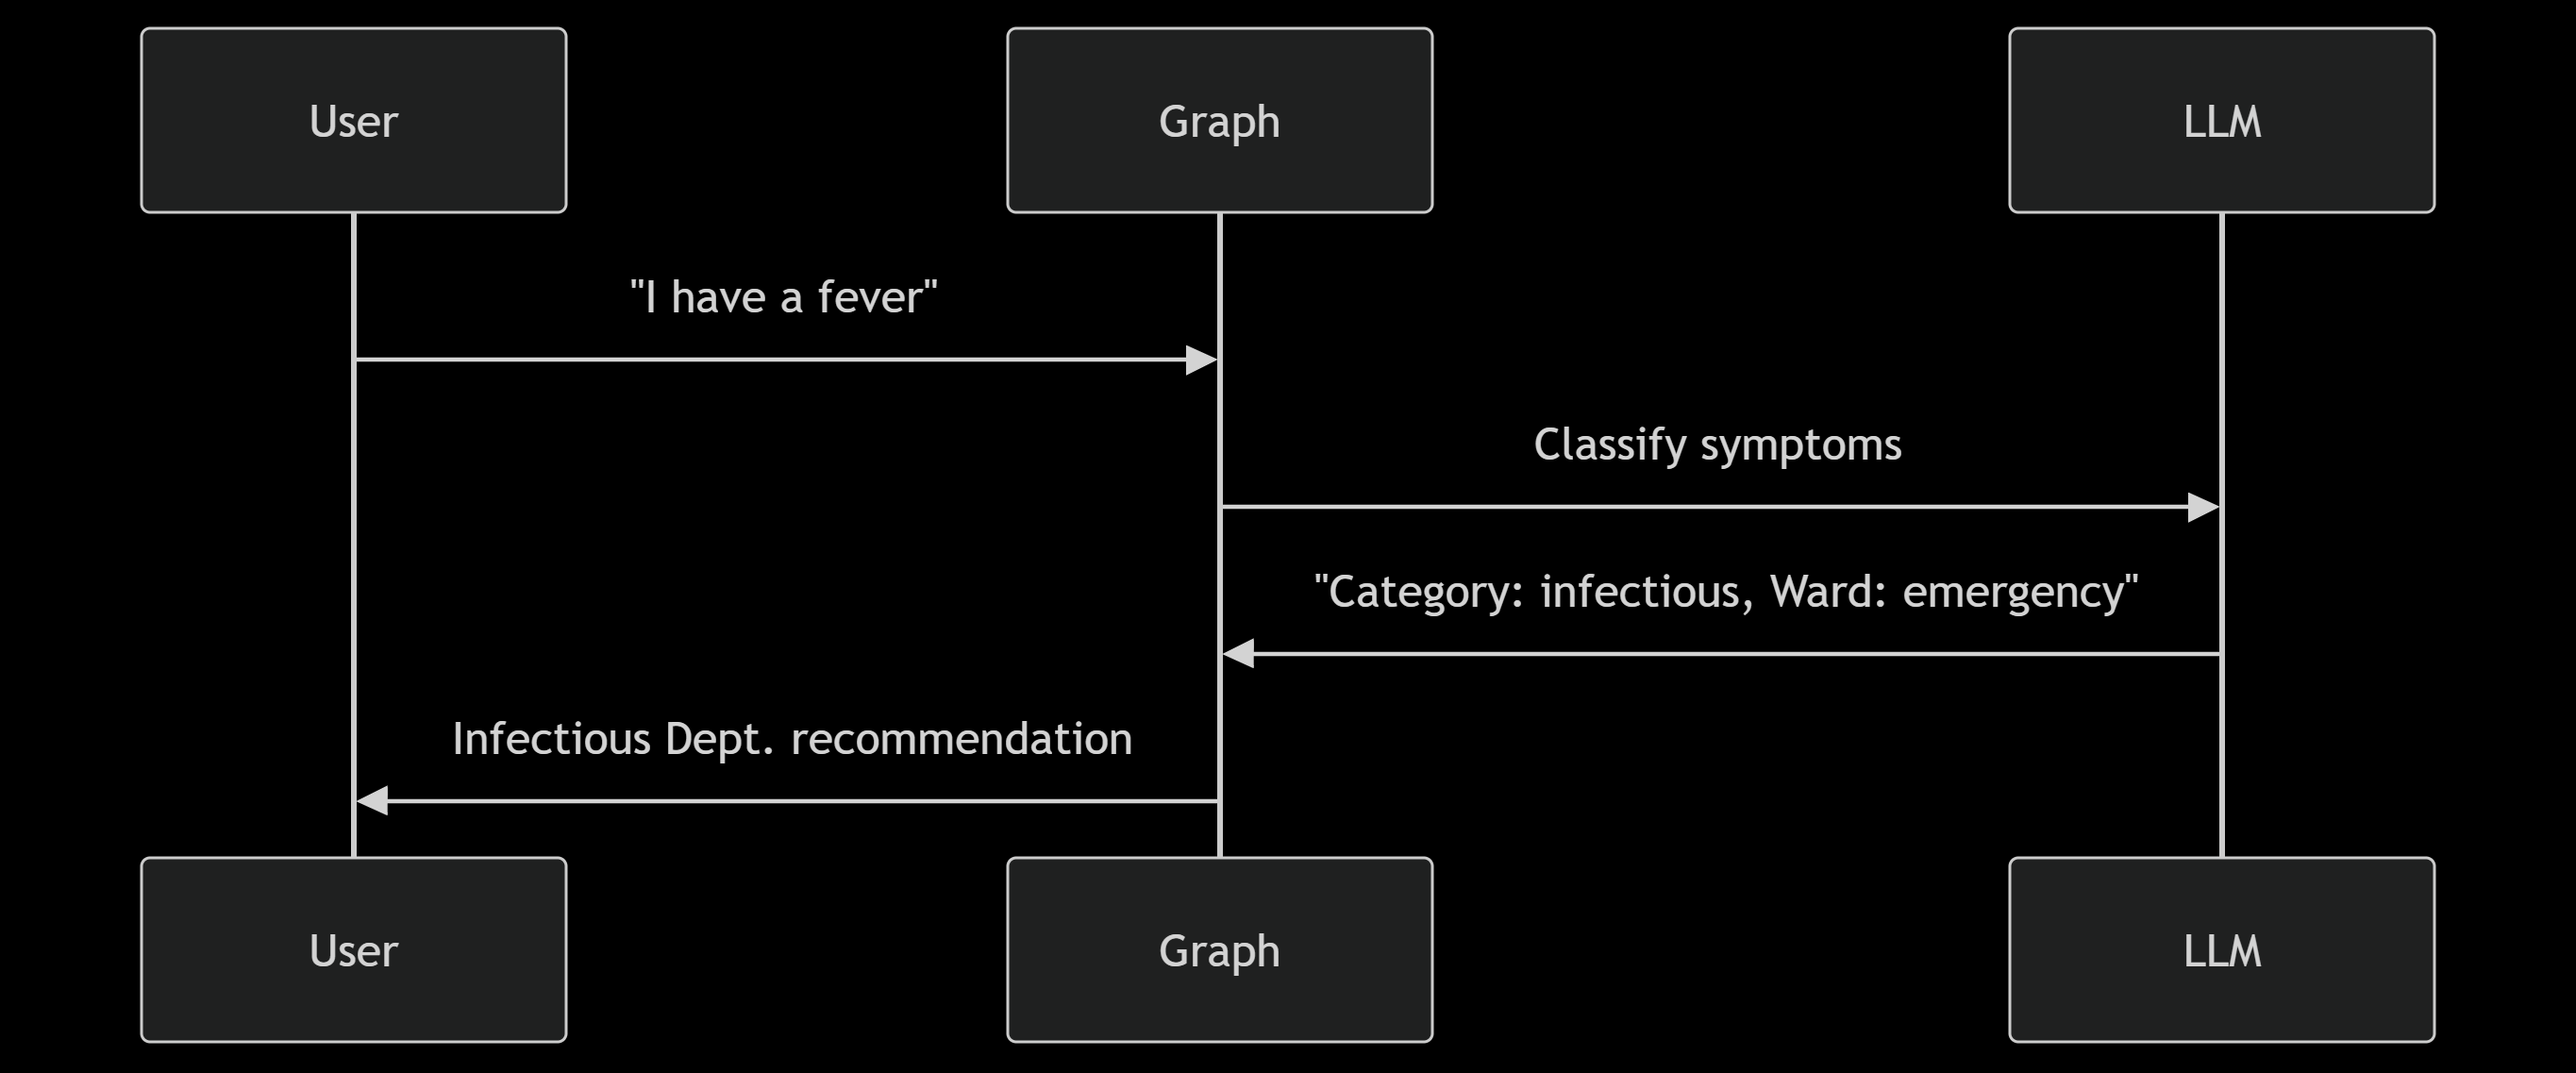 User
Graph
LLM
"I have a fever"
Classify symptoms
"Category: infectious, Ward: emergency"
Infectious Dept. recommendation
User
Graph
LLM